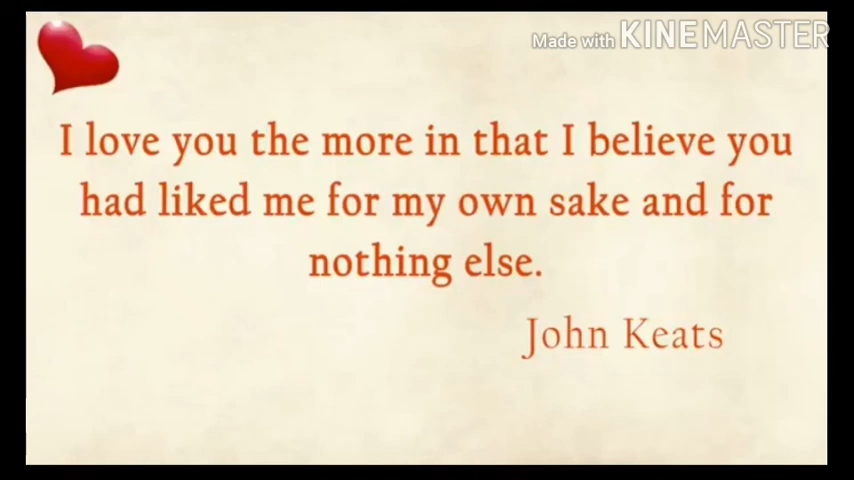 Made with KINEMASTER
I love you the more in that I believe you
had liked me for my own sake and for
nothing else.
John Keats